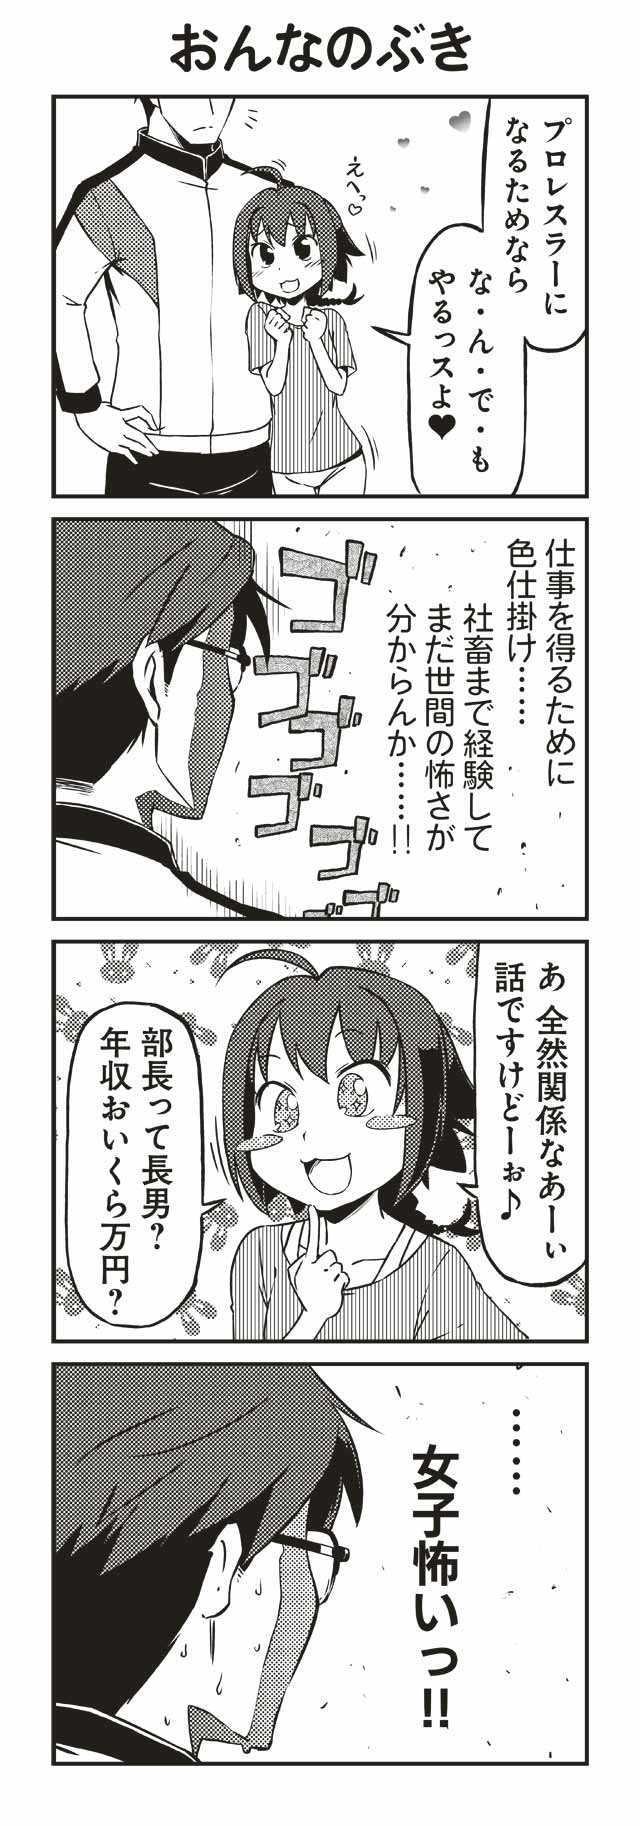 おんなのぶき
プロレスラーに
なるためなら
な・ん・で・も
やるっスよ♥
えへっ♡
仕事を得るために
色仕掛け……
社畜まで経験して
まだ世間の怖さが
分からんか……!!
ゴゴゴゴゴゴ
あ 全然関係なあーぃ
話ですけどーぉ♪
部長って長男?
年収おいくら万円?
……
女子怖いっ!!